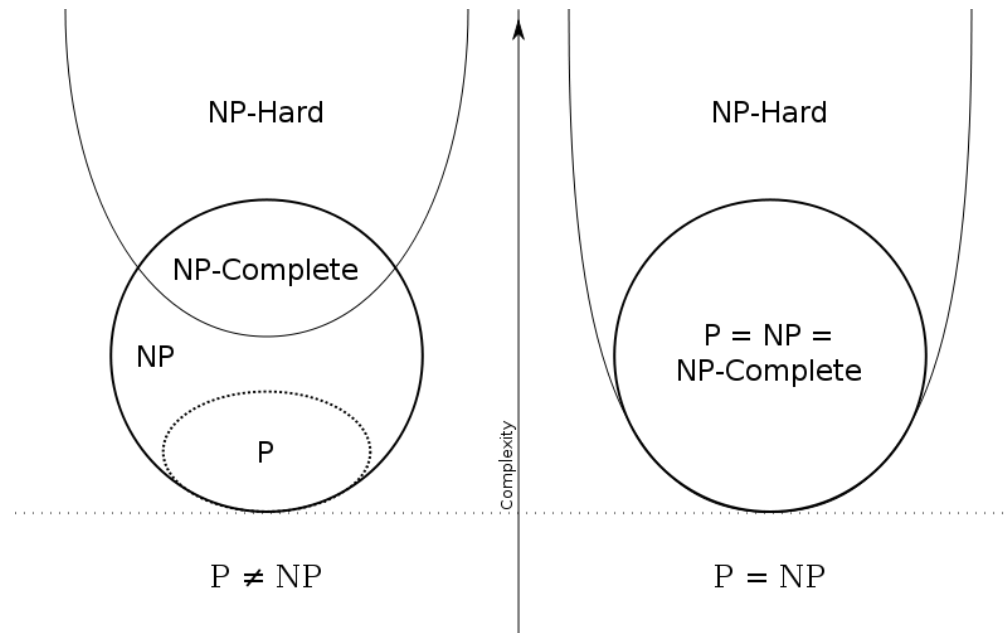 NP-Hard
NP-Complete
NP
P
P ≠ NP
Complexity
NP-Hard
P = NP =
NP-Complete
P = NP